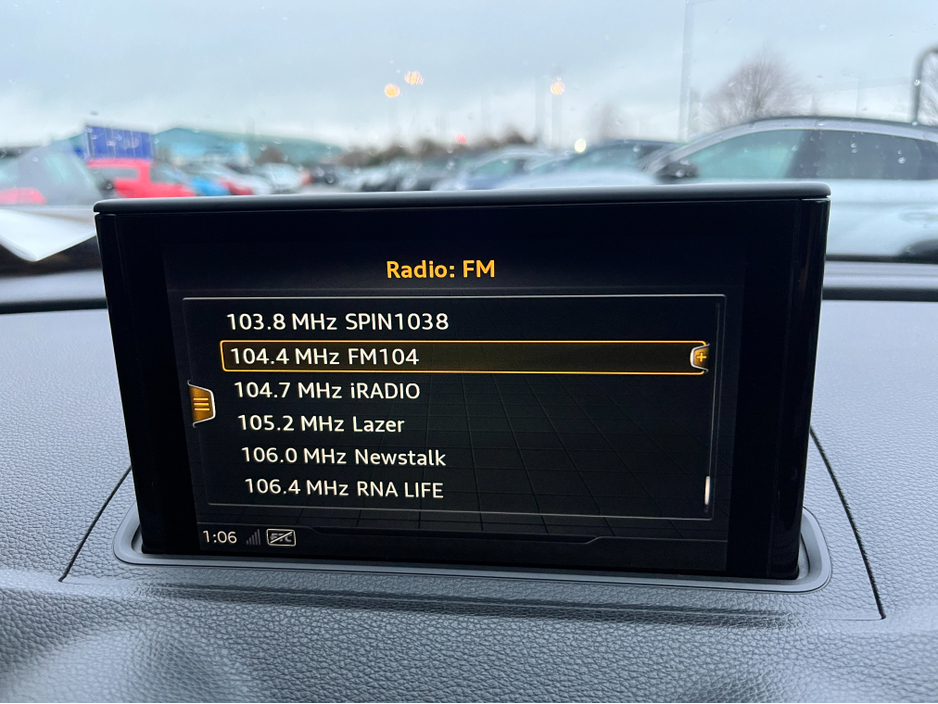 Radio: FM
103.8 MHz SPIN1038
104.4 MHz FM104
104.7 MHz iRADIO
105.2 MHz Lazer
106.0 MHz Newstalk
106.4 MHz RNA LIFE
1:06 ETC